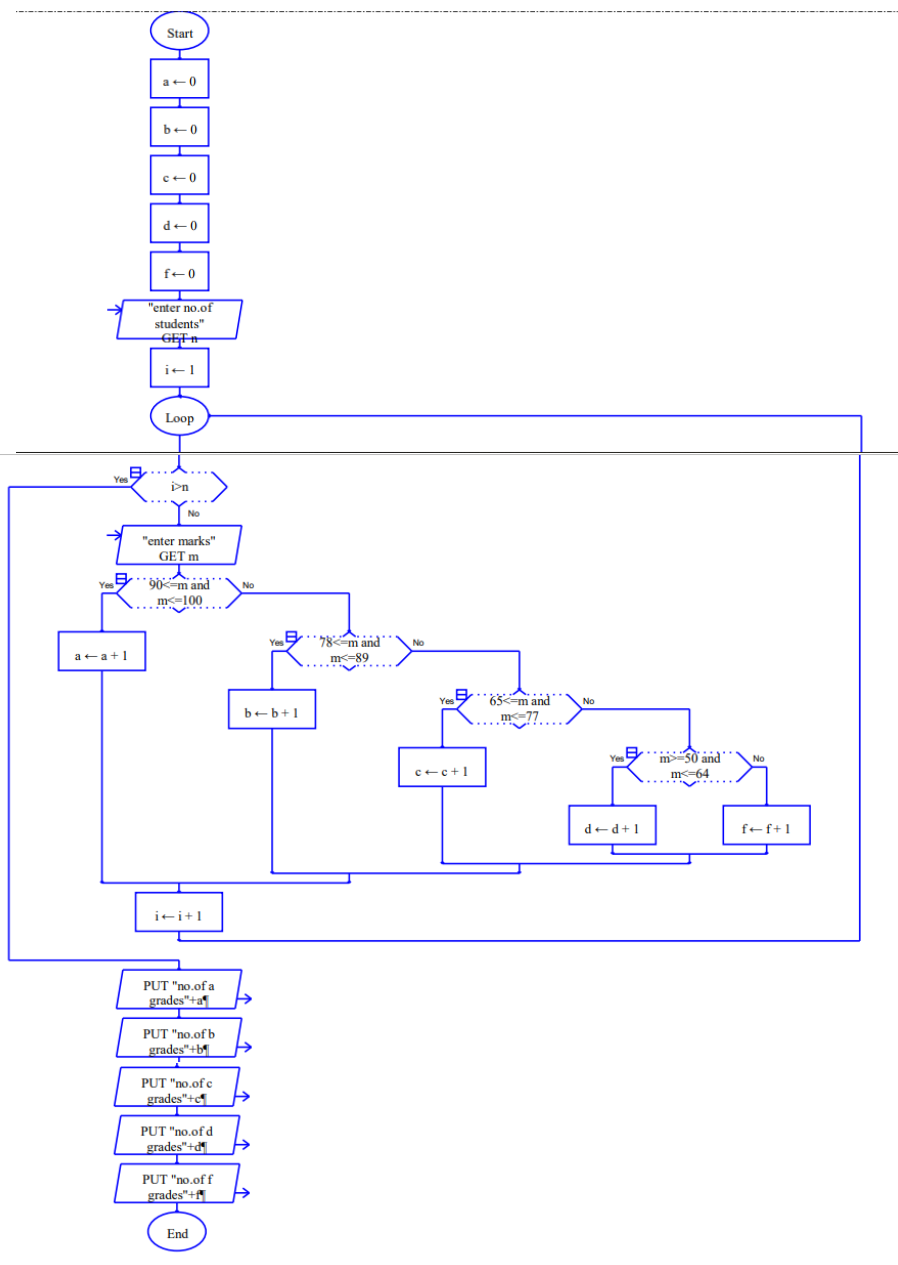 Start
a ← 0
b ← 0
c ← 0
d ← 0
f ← 0
"enter no.of
students"
GET n
i ← 1
Loop
Yes
i>n
No
"enter marks"
GET m
Yes
90<=m and
m<=100
No
a ← a + 1
Yes
78<=m and
m<=89
No
b ← b + 1
Yes
65<=m and
m<=77
No
c ← c + 1
Yes
m>=50 and
m<=64
No
d ← d + 1
f ← f + 1
i ← i + 1
PUT "no.of a
grades"+a¶
PUT "no.of b
grades"+b¶
PUT "no.of c
grades"+c¶
PUT "no.of d
grades"+d¶
PUT "no.of f
grades"+f¶
End